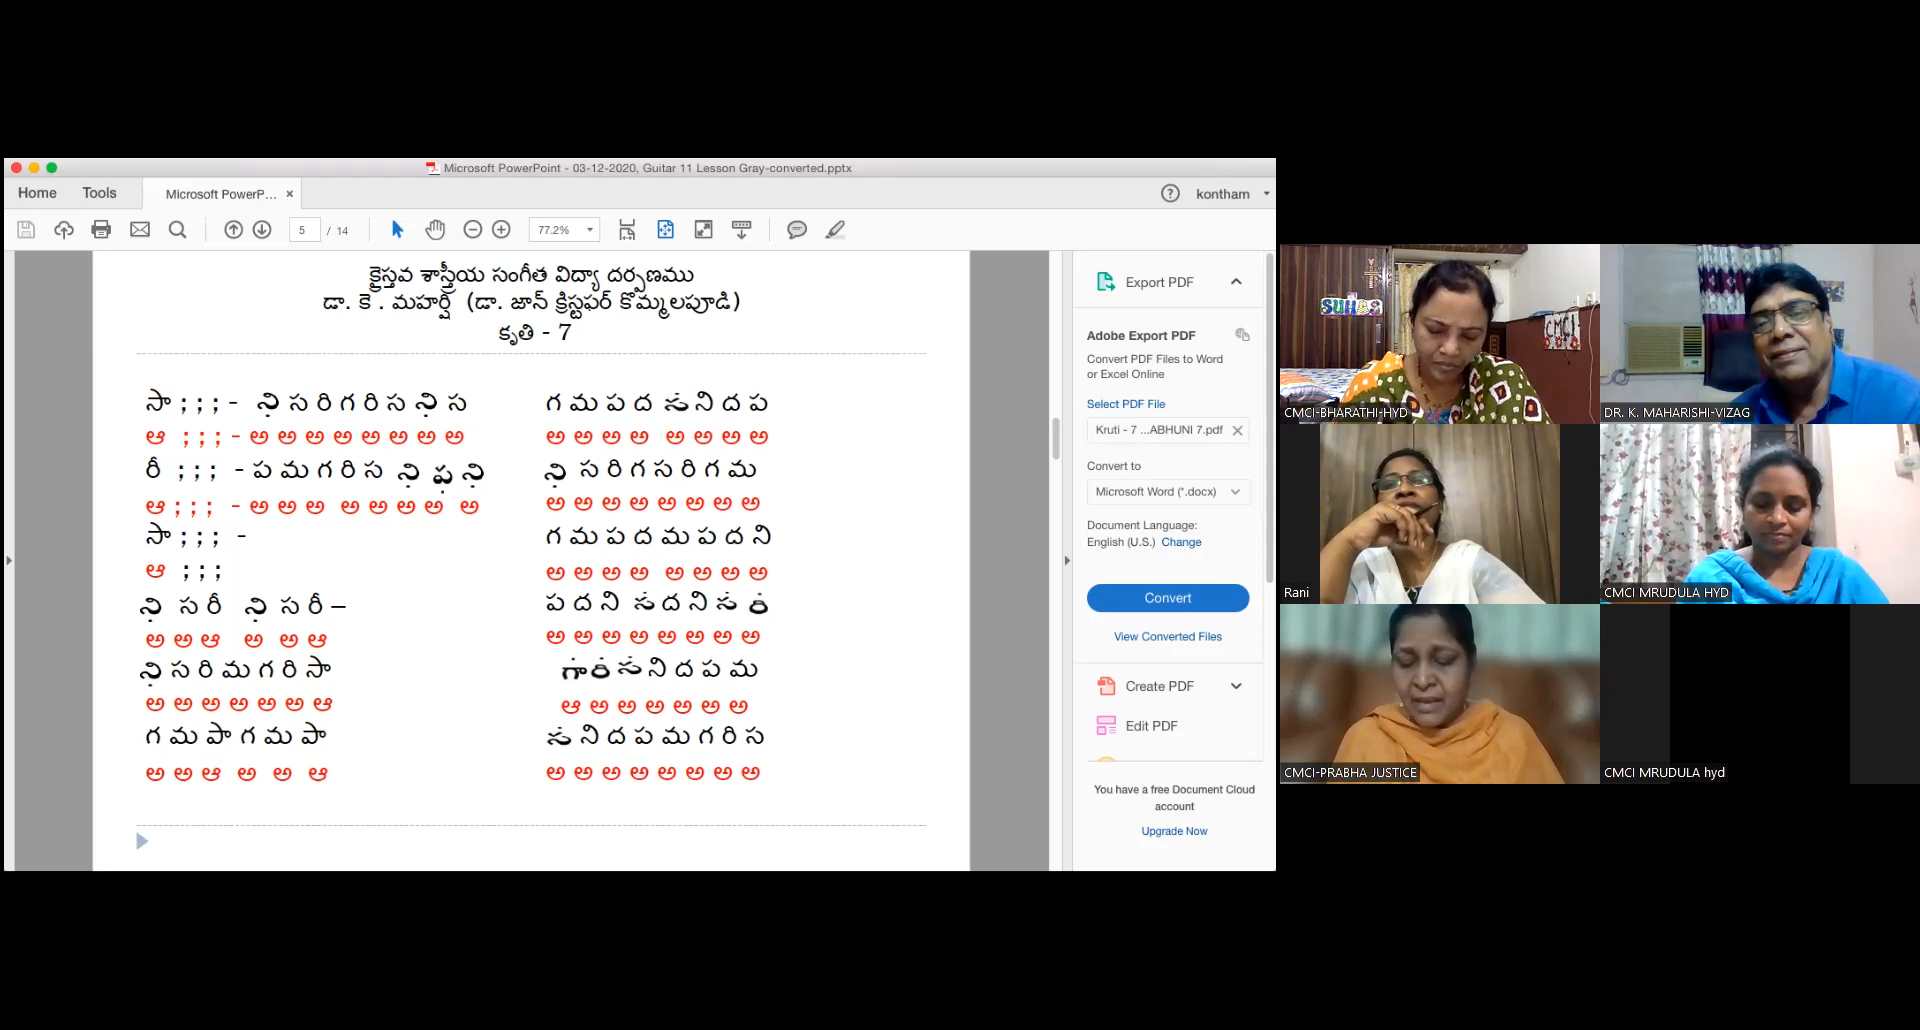 Microsoft PowerPoint - 03-12-2020, Guitar 11 Lesson Gray-converted.pptx
Home Tools Microsoft PowerP... × kontham
5 / 14 77.2%
క్రైస్తవ శాస్త్రీయ సంగీత విద్యా దర్పణము
డా. కె . మహర్షి (డా. జాన్ క్రిస్టఫర్ కొమ్మలపూడి)
కృతి - 7
సా ; ; ; - ని̣ స రి గ రి స ని̣ స
ఆ ; ; ; - అ అ అ అ అ అ అ అ
రీ ; ; ; - ప మ గ రి స ని̣ ప̣ ని̣
ఆ ; ; ; - అ అ అ అ అ అ అ అ
సా ; ; ; -
ఆ ; ; ;
ని̣ స రీ ని̣ స రీ –
అ అ ఆ అ అ ఆ
ని̣ స రి మ గ రి సా
అ అ అ అ అ అ ఆ
గ మ పా గ మ పా
అ అ ఆ అ అ ఆ
గ మ ప ద స̇ ని ద ప
అ అ అ అ అ అ అ అ
ని̣ స రి గ స రి గ మ
అ అ అ అ అ అ అ అ
గ మ ప ద మ ప ద ని
అ అ అ అ అ అ అ అ
ప ద ని స̇ ద ని స̇ రి̇
అ అ అ అ అ అ అ అ
గా̇ రి̇ స̇ ని ద ప మ
ఆ అ అ అ అ అ అ
స̇ ని ద ప మ గ రి స
అ అ అ అ అ అ అ అ
Export PDF
Adobe Export PDF
Convert PDF Files to Word
or Excel Online
Select PDF File
Kruti - 7 ...ABHUNI 7.pdf ×
Convert to
Microsoft Word (*.docx)
Document Language:
English (U.S.) Change
Convert
View Converted Files
Create PDF
Edit PDF
You have a free Document Cloud
account
Upgrade Now
SUHAS
CMCI
CMCI-BHARATHI-HYD
DR. K. MAHARISHI-VIZAG
Rani
CMCI MRUDULA HYD
CMCI-PRABHA JUSTICE
CMCI MRUDULA hyd